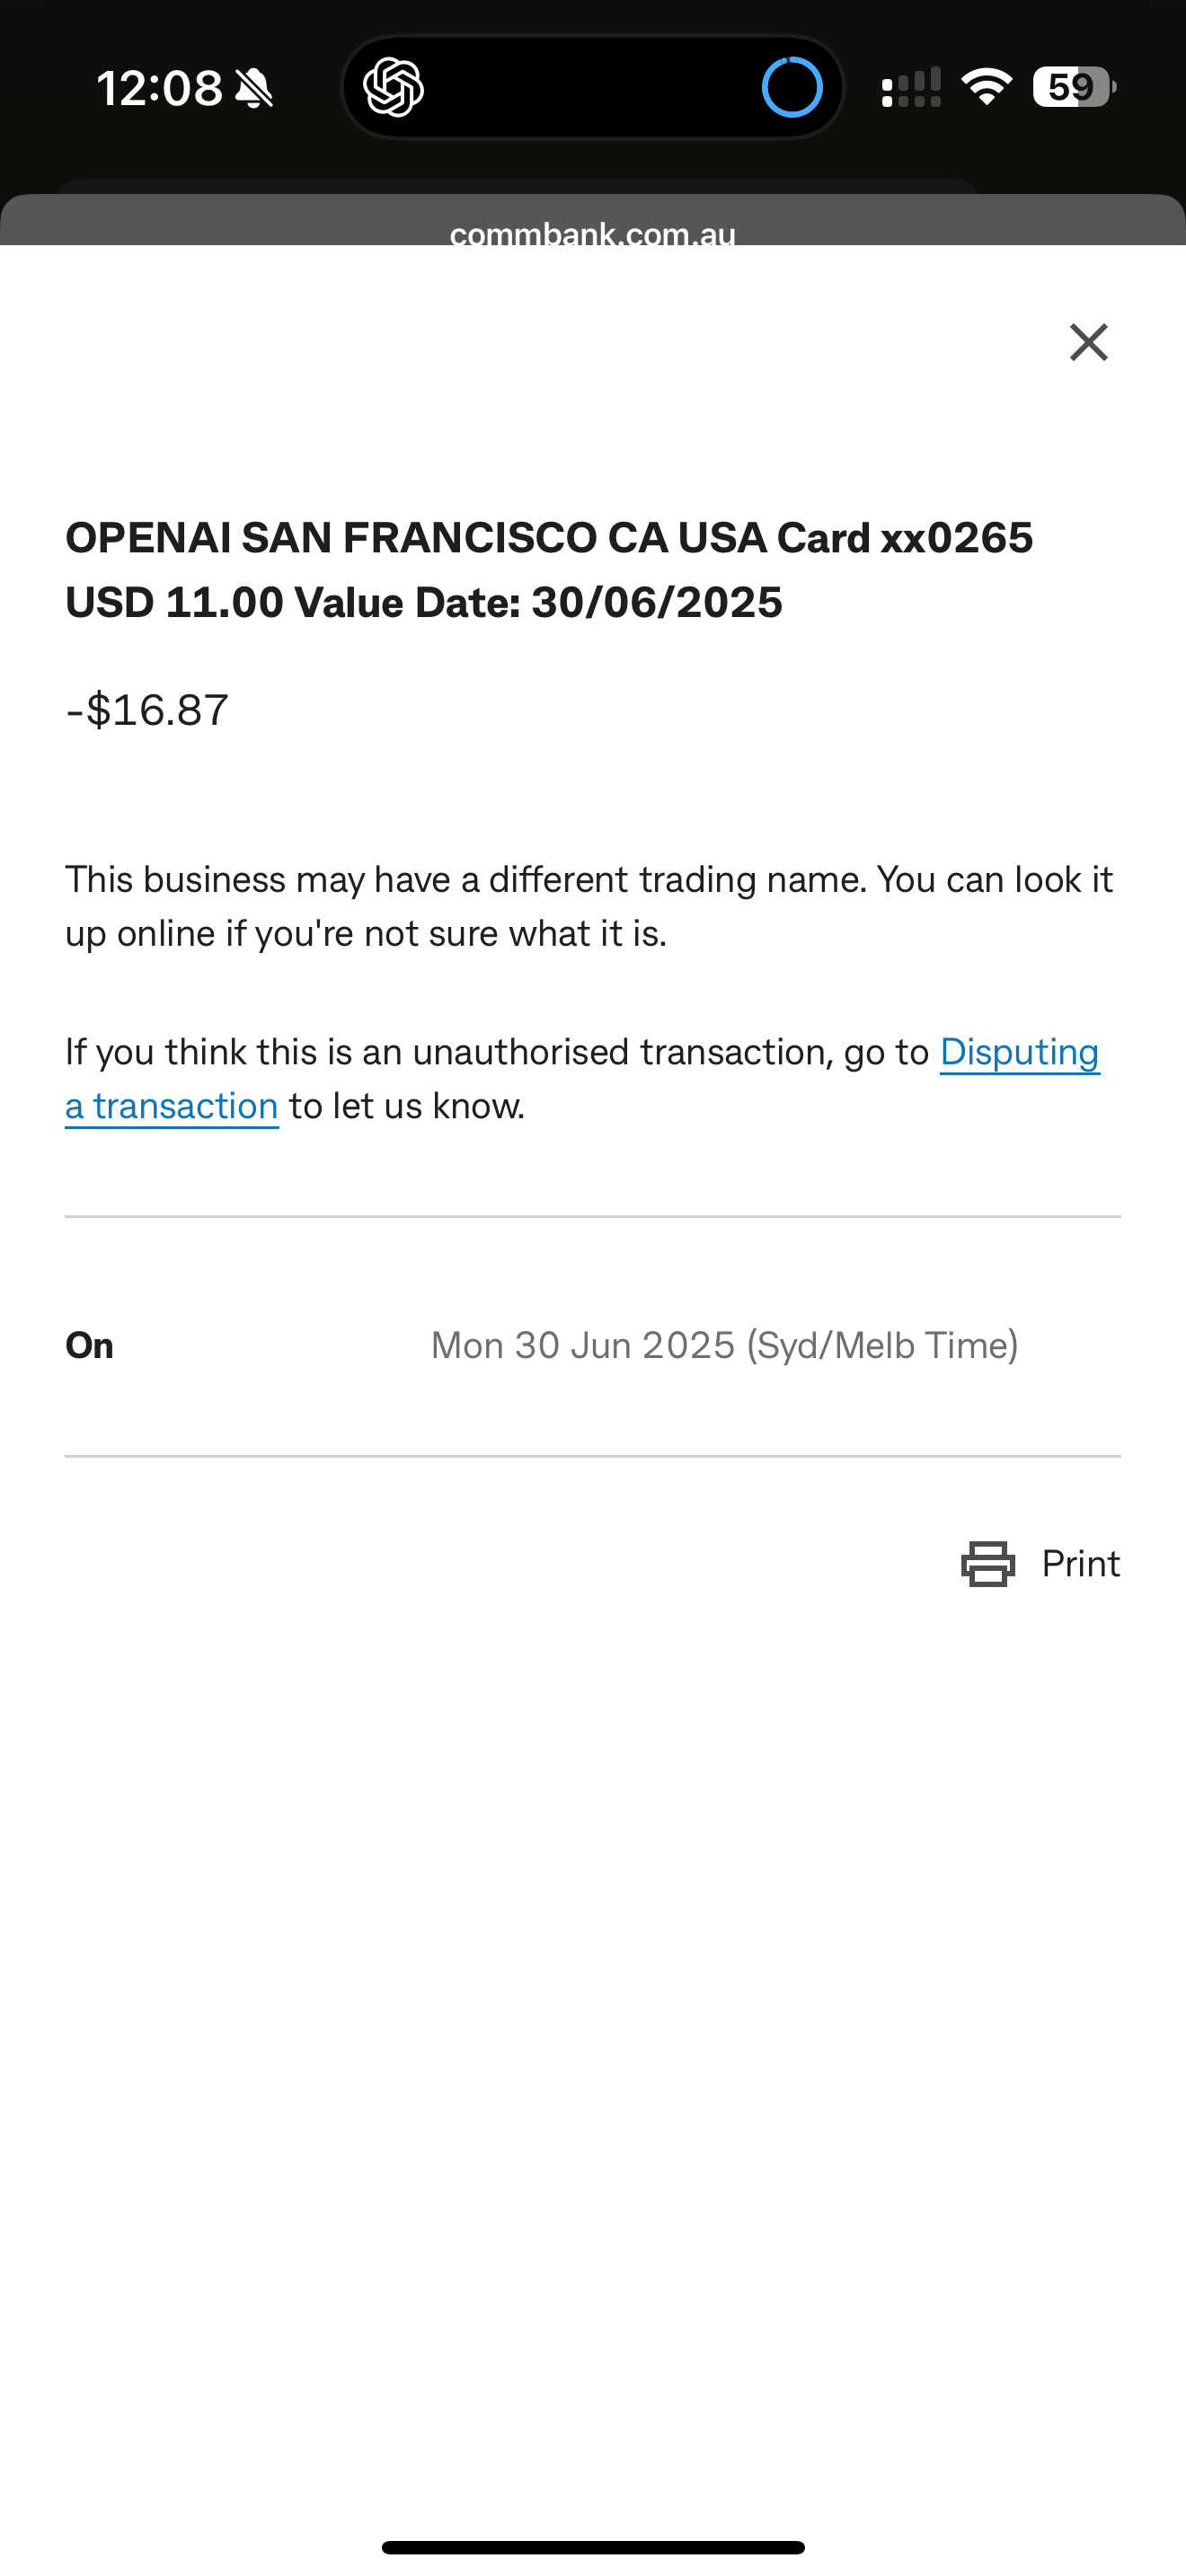 12:08
59
commbank.com.au
OPENAI SAN FRANCISCO CA USA Card xx0265
USD 11.00 Value Date: 30/06/2025
-$16.87
This business may have a different trading name. You can look it
up online if you're not sure what it is.
If you think this is an unauthorised transaction, go to Disputing
a transaction to let us know.
On Mon 30 Jun 2025 (Syd/Melb Time)
Print